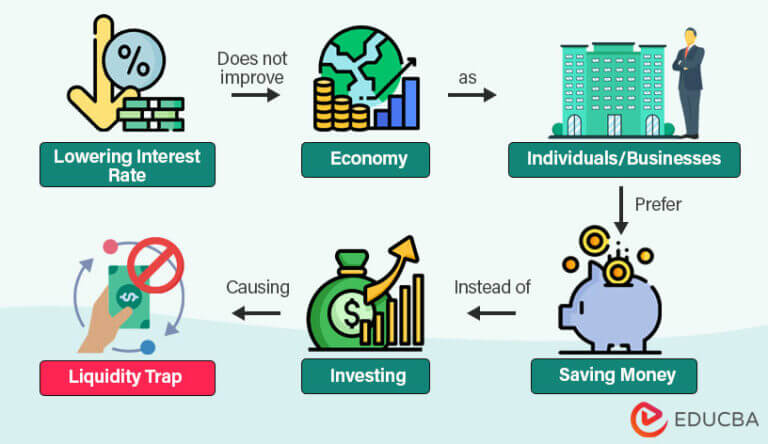 Does not
improve
as
Lowering Interest
Rate
Economy
Individuals/Businesses
Prefer
%
Instead of
Saving Money
$
Investing
Causing
$
Liquidity Trap
EDUCBA